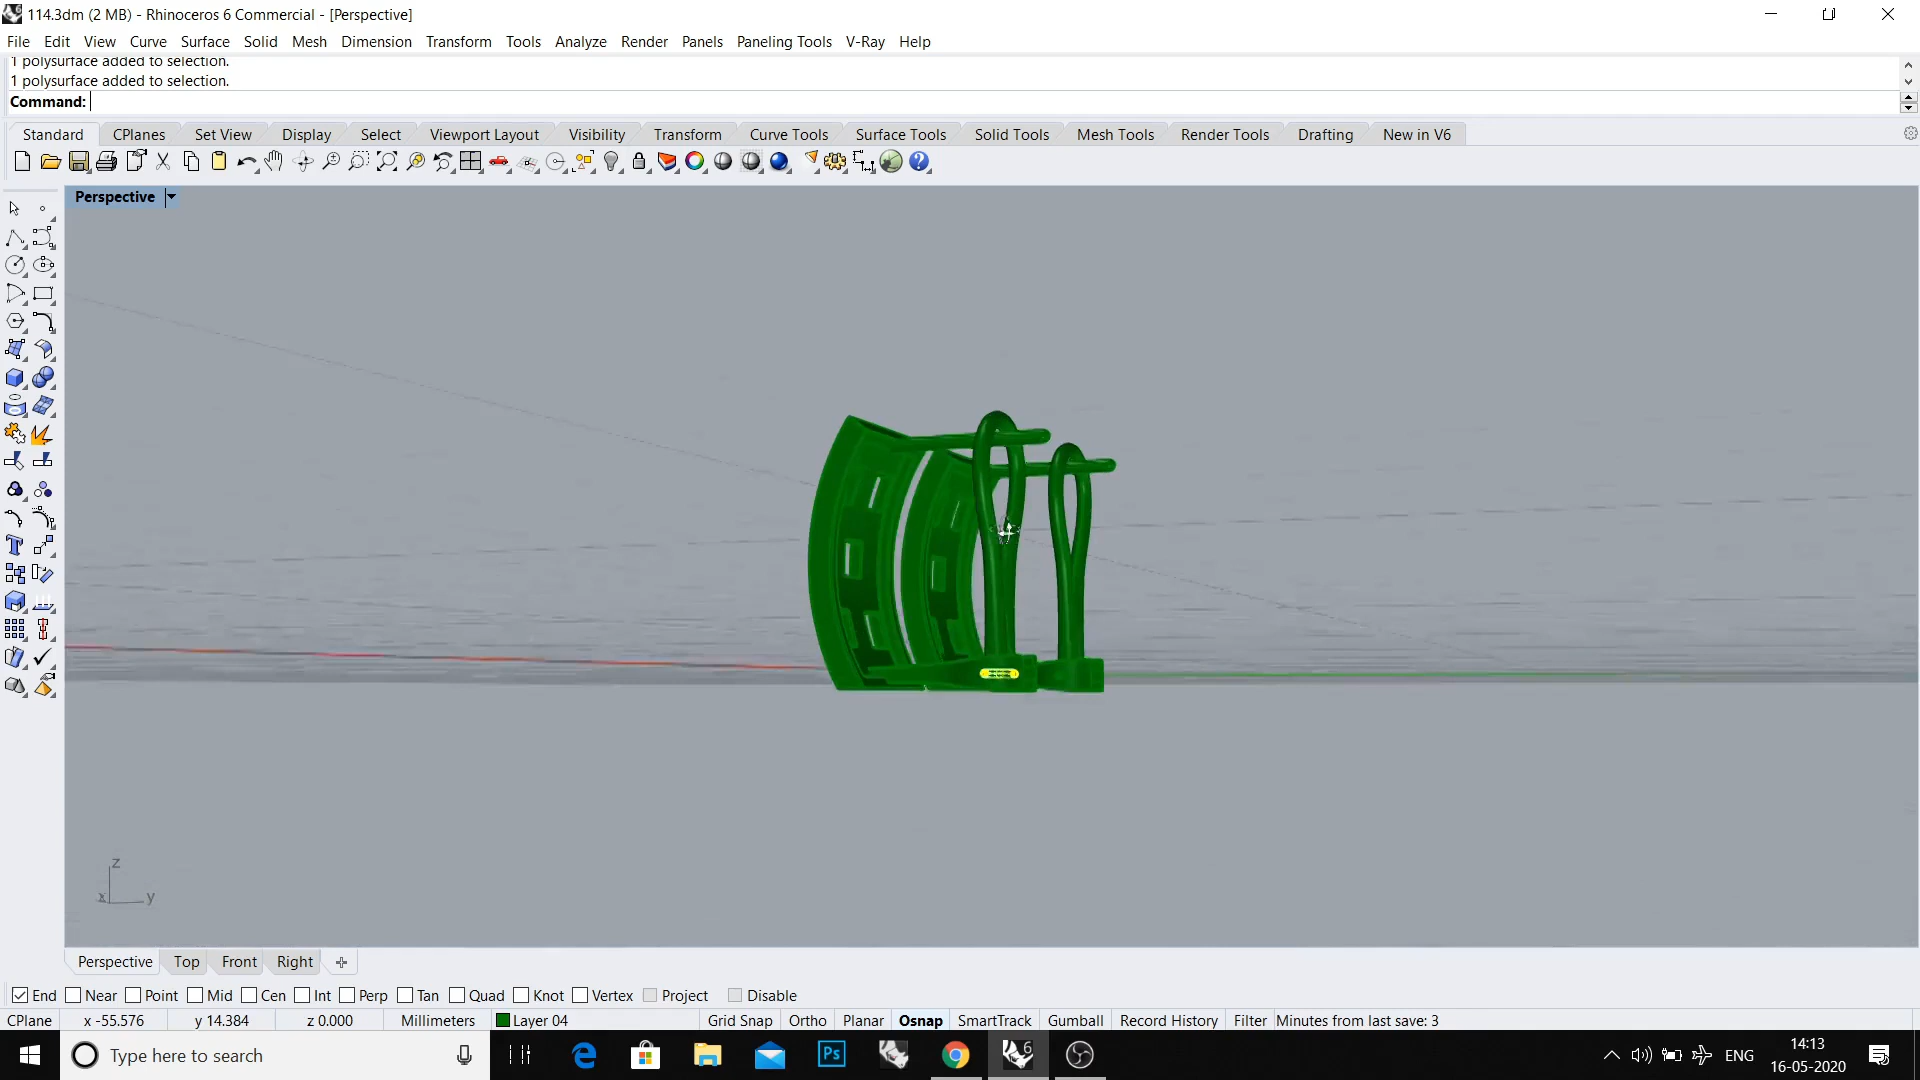 114.3dm (2 MB) - Rhinoceros 6 Commercial - [Perspective]
File Edit View Curve Surface Solid Mesh Dimension Transform Tools Analyze Render Panels Paneling Tools V-Ray Help
1 polysurface added to selection.
1 polysurface added to selection.
Command:
Standard CPlanes Set View Display Select Viewport Layout Visibility Transform Curve Tools Surface Tools Solid Tools Mesh Tools Render Tools Drafting New in V6
Perspective
z
x y
Perspective Top Front Right
End Near Point Mid Cen Int Perp Tan Quad Knot Vertex Project Disable
CPlane x -55.576 y 14.384 z 0.000 Millimeters Layer 04 Grid Snap Ortho Planar Osnap SmartTrack Gumball Record History Filter Minutes from last save: 3
Type here to search Ps 6 ENG 14:13
16-05-2020